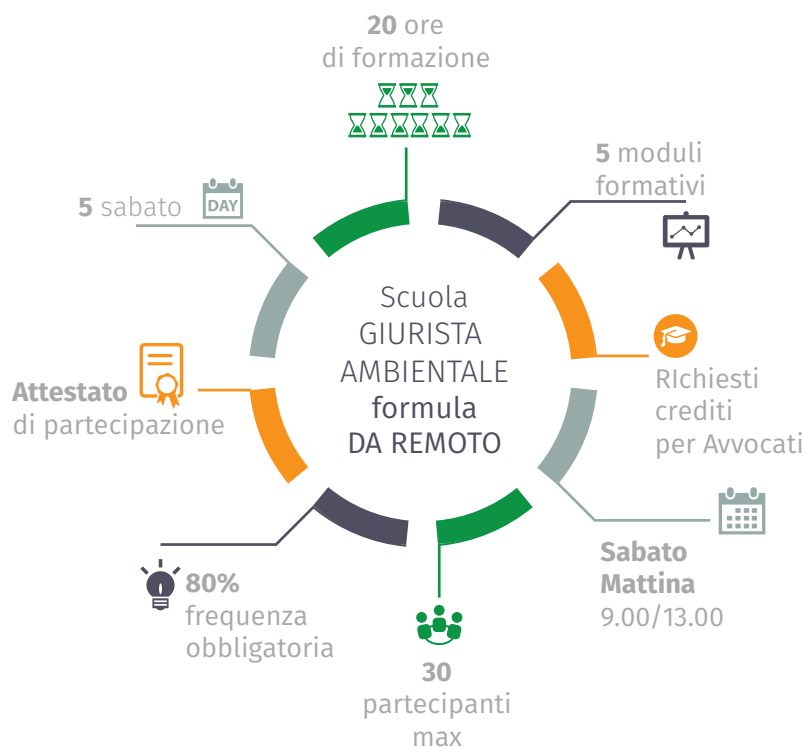 20 ore
di formazione
5 moduli
formativi
5 sabato
DAY
Scuola
GIURISTA
AMBIENTALE
formula
DA REMOTO
RIchiesti
crediti
per Avvocati
Attestato
di partecipazione
Sabato
Mattina
9.00/13.00
80%
frequenza
obbligatoria
30
partecipanti
max